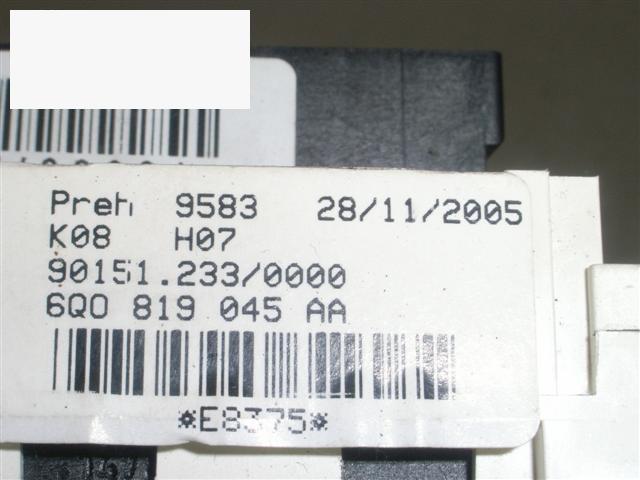 Preh 9583 28/11/2005
K08 H07
90151.233/0000
6Q0 819 045 AA
*E8375*